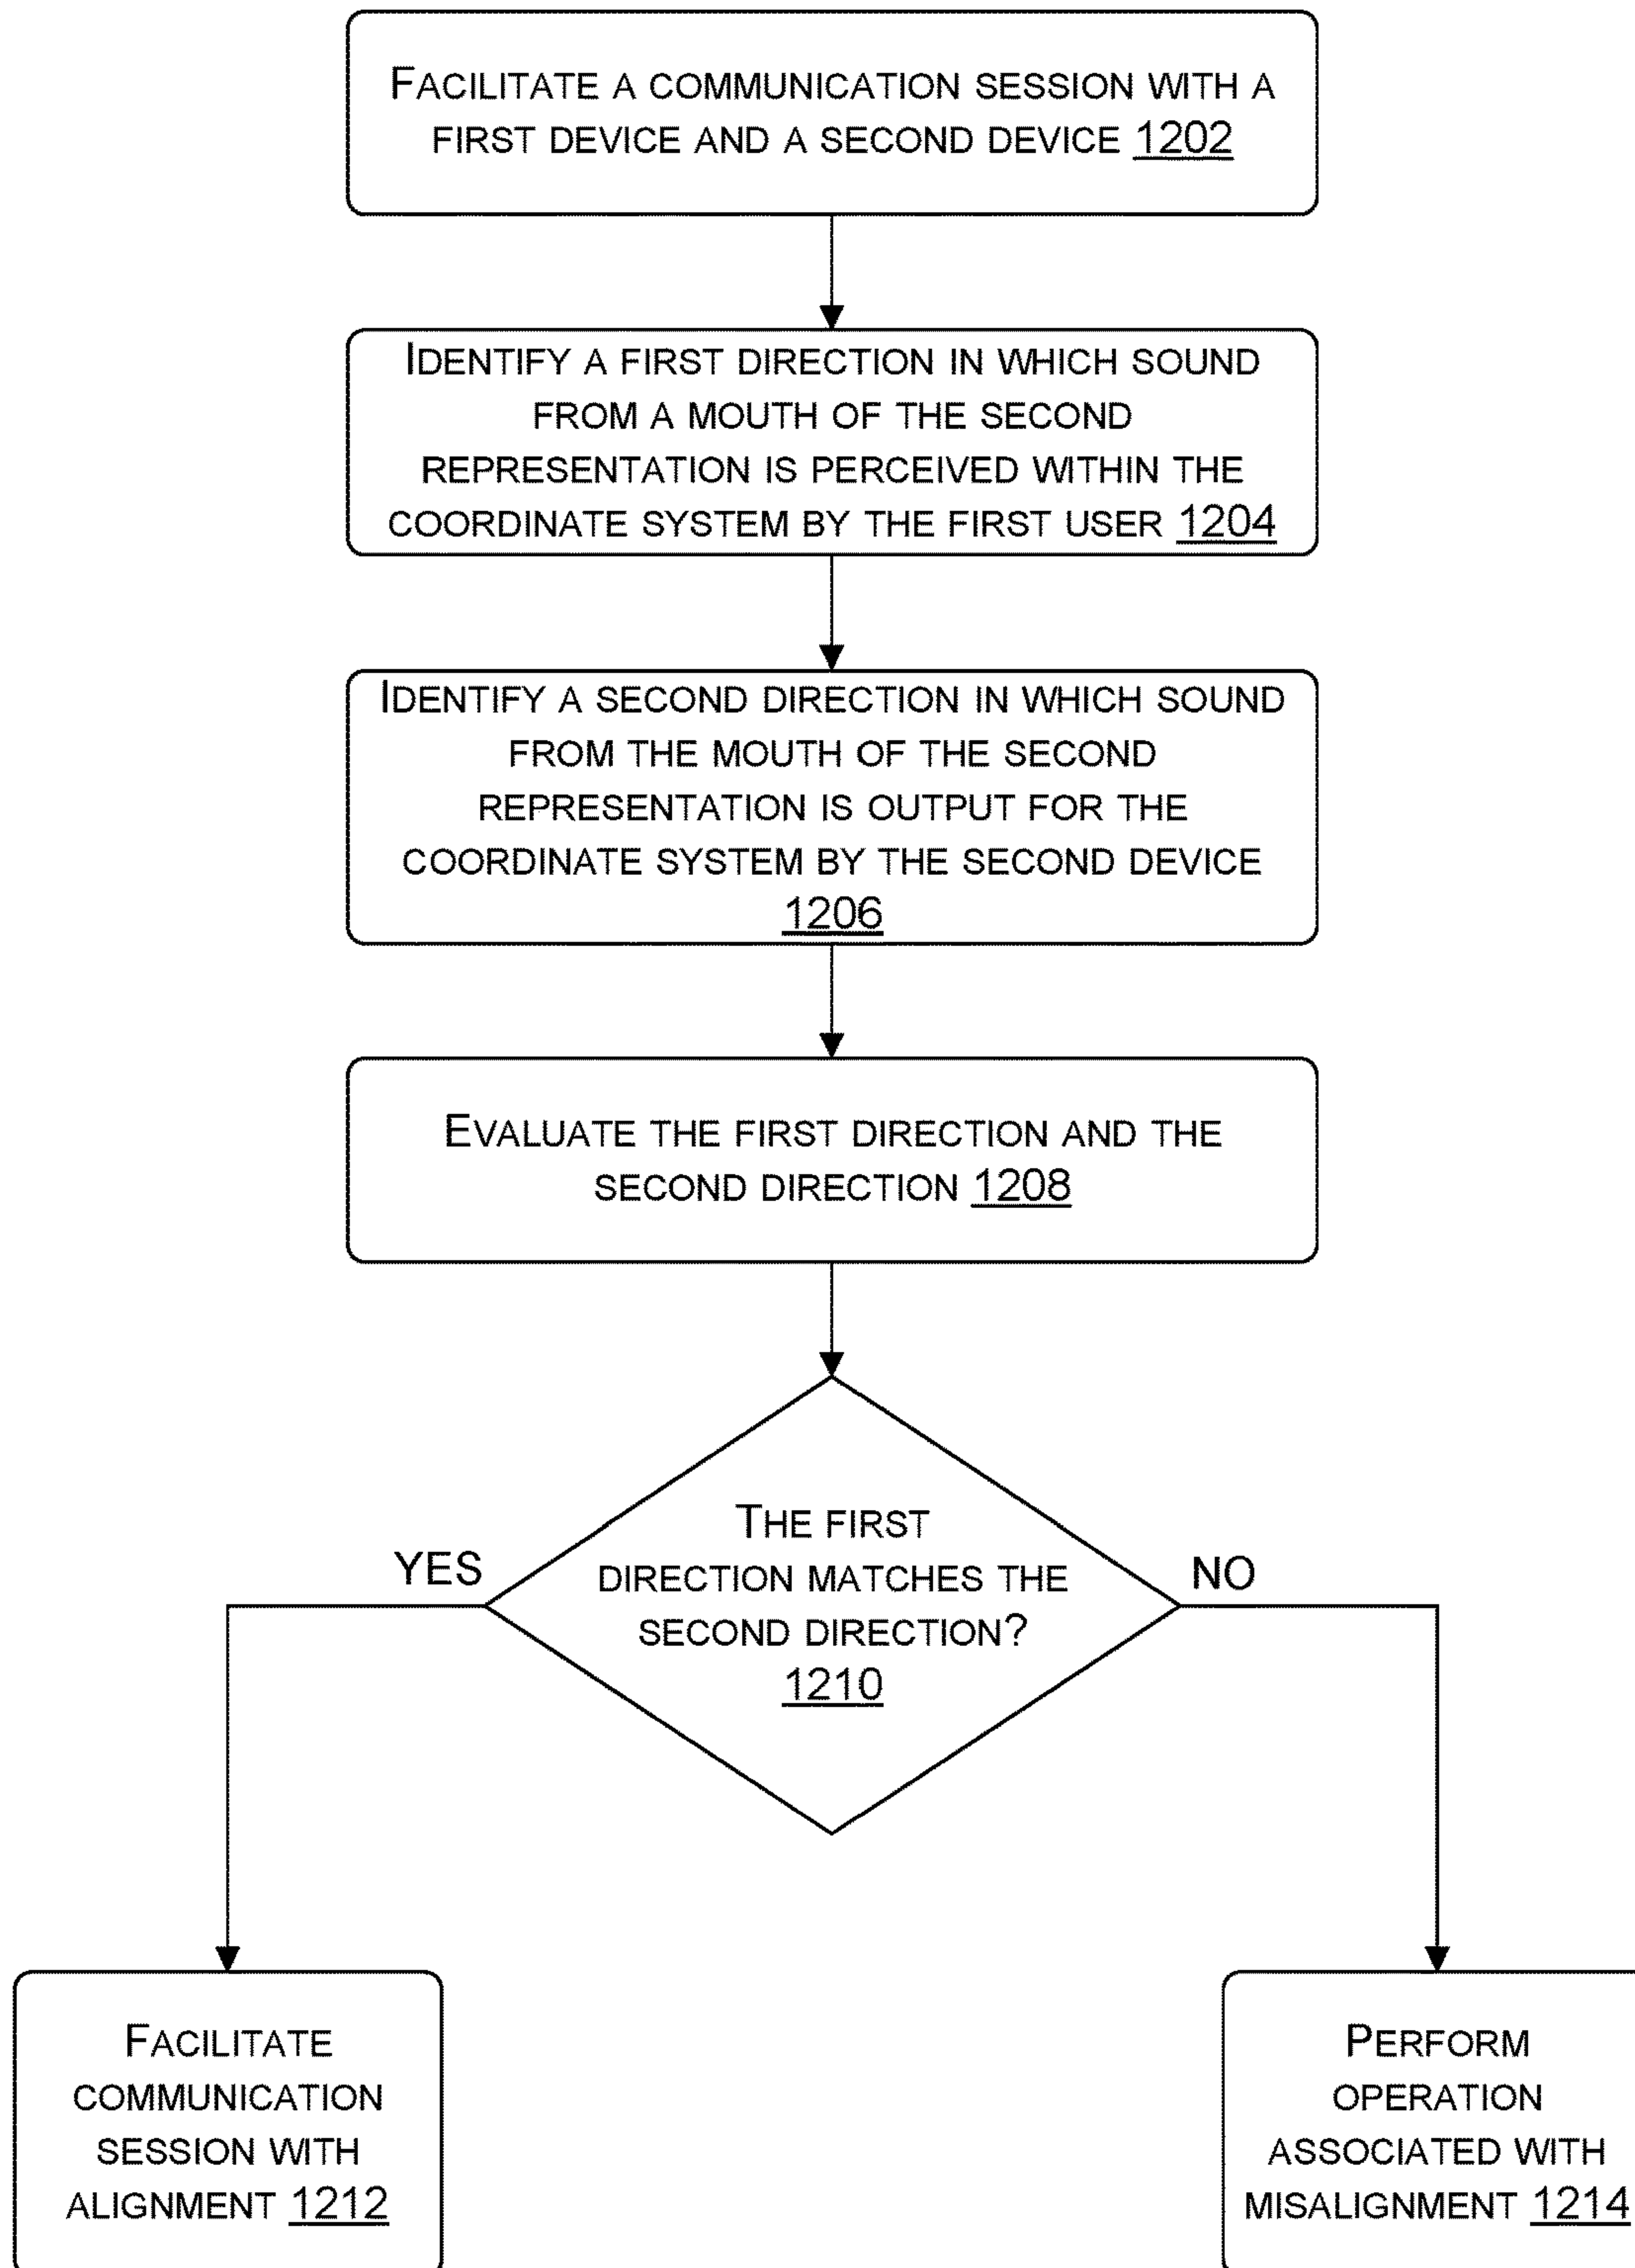 FACILITATE A COMMUNICATION SESSION WITH A
FIRST DEVICE AND A SECOND DEVICE 1202
IDENTIFY A FIRST DIRECTION IN WHICH SOUND
FROM A MOUTH OF THE SECOND
REPRESENTATION IS PERCEIVED WITHIN THE
COORDINATE SYSTEM BY THE FIRST USER 1204
IDENTIFY A SECOND DIRECTION IN WHICH SOUND
FROM THE MOUTH OF THE SECOND
REPRESENTATION IS OUTPUT FOR THE
COORDINATE SYSTEM BY THE SECOND DEVICE
1206
EVALUATE THE FIRST DIRECTION AND THE
SECOND DIRECTION 1208
THE FIRST
DIRECTION MATCHES THE
SECOND DIRECTION?
1210
YES
NO
FACILITATE
COMMUNICATION
SESSION WITH
ALIGNMENT 1212
PERFORM
OPERATION
ASSOCIATED WITH
MISALIGNMENT 1214